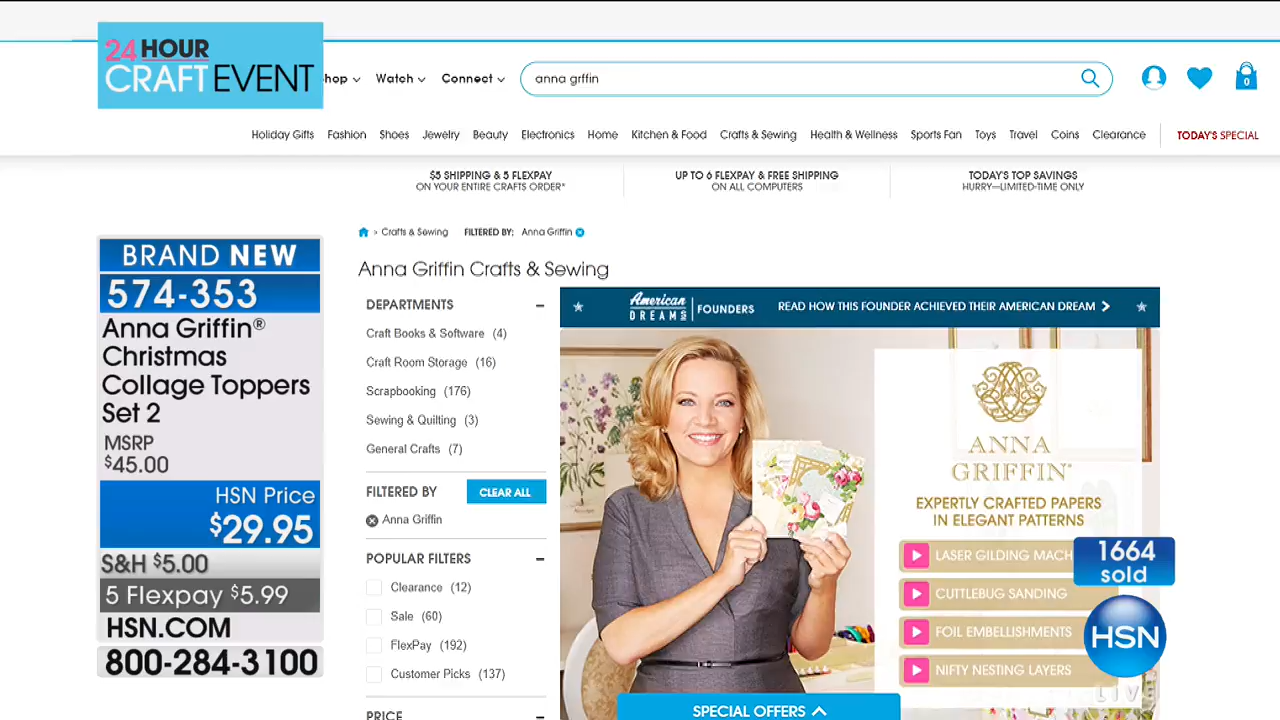 24 HOUR
CRAFT EVENT
hop
Watch
Connect
anna grffin
0
Holiday Gifts Fashion Shoes Jewelry Beauty Electronics Home Kitchen & Food Crafts & Sewing Health & Wellness Sports Fan Toys Travel Coins Clearance TODAY'S SPECIAL
$5 SHIPPING & 5 FLEXPAY
ON YOUR ENTIRE CRAFTS ORDER*
UP TO 6 FLEXPAY & FREE SHIPPING
ON ALL COMPUTERS
TODAY'S TOP SAVINGS
HURRY—LIMITED-TIME ONLY
» Crafts & Sewing FILTERED BY: Anna Griffin
Anna Griffin Crafts & Sewing
BRAND NEW
574-353
Anna Griffin®
Christmas
Collage Toppers
Set 2
MSRP
$45.00
HSN Price
$29.95
S&H $5.00
5 Flexpay $5.99
HSN.COM
800-284-3100
DEPARTMENTS
Craft Books & Software (4)
Craft Room Storage (16)
Scrapbooking (176)
Sewing & Quilting (3)
General Crafts (7)
FILTERED BY
CLEAR ALL
Anna Griffin
POPULAR FILTERS
Clearance (12)
Sale (60)
FlexPay (192)
Customer Picks (137)
PRICE
American
DREAMS
FOUNDERS
READ HOW THIS FOUNDER ACHIEVED THEIR AMERICAN DREAM
ANNA
GRIFFIN®
EXPERTLY CRAFTED PAPERS
IN ELEGANT PATTERNS
LASER GILDING MACH
CUTTLEBUG SANDING
FOIL EMBELLISHMENTS
NIFTY NESTING LAYERS
1664
sold
HSN
LIVE
SPECIAL OFFERS